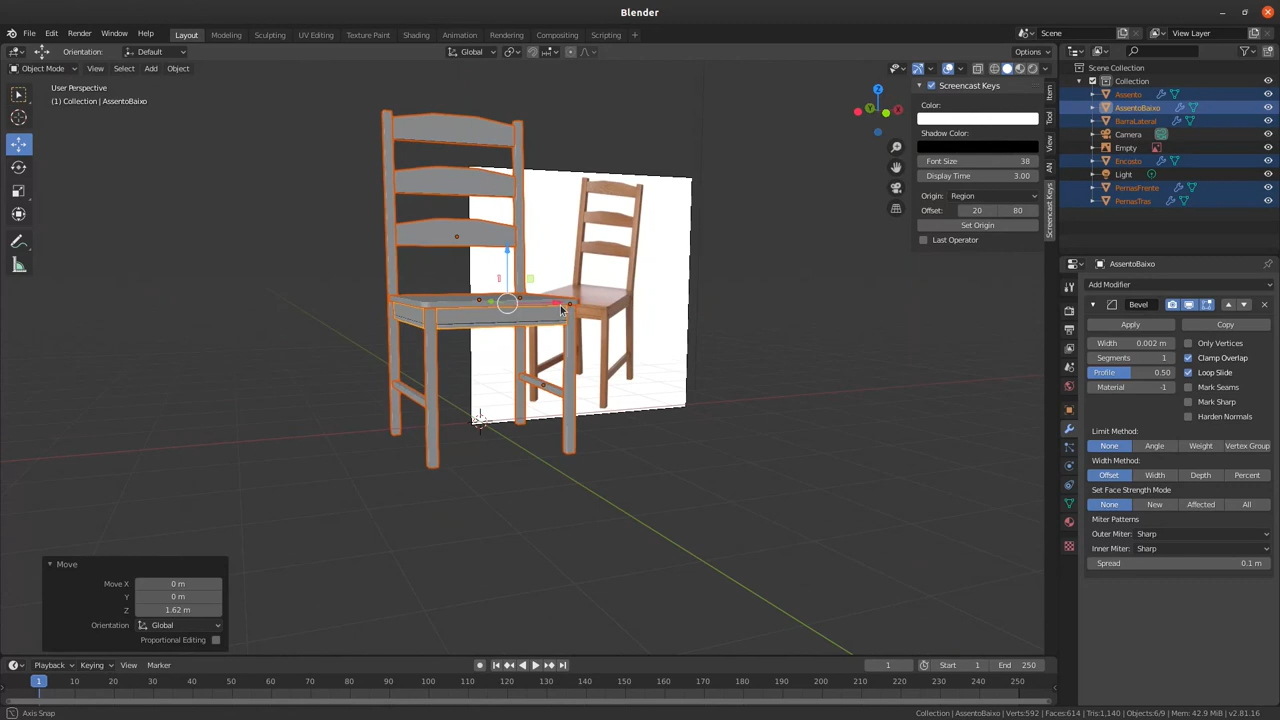 Blender
File Edit Render Window Help Layout Modeling Sculpting UV Editing Texture Paint Shading Animation Rendering Compositing Scripting + Scene View Layer
Orientation: Default Global Options
Object Mode View Select Add Object
User Perspective
(1) Collection | AssentoBaixo
Screencast Keys
Color:
Shadow Color:
Font Size 38
Display Time 3.00
Origin: Region
Offset: 20 80
Set Origin
Last Operator
Item
Tool
View
AN
Screencast Keys
Scene Collection
Collection
Assento
AssentoBaixo
BarraLateral
Camera
Empty
Encosto
Light
PernasFrente
PernasTras
AssentoBaixo
Add Modifier
Bevel
Apply Copy
Width 0.002 m Only Vertices
Segments 1 Clamp Overlap
Profile 0.50 Loop Slide
Material -1 Mark Seams
Mark Sharp
Harden Normals
Limit Method:
None Angle Weight Vertex Group
Width Method:
Offset Width Depth Percent
Set Face Strength Mode
None New Affected All
Miter Patterns
Outer Miter: Sharp
Inner Miter: Sharp
Spread 0.1 m
Move
Move X 0 m
Y 0 m
Z 1.62 m
Orientation Global
Proportional Editing
Playback Keying View Marker 1 Start 1 End 250
1 10 20 30 40 50 60 70 80 90 100 110 120 130 140 150 160 170 180 190 200 210 220 230 240 250
Axis Snap Collection | AssentoBaixo | Verts:592 | Faces:614 | Tris:1,140 | Objects:6/9 | Mem: 42.9 MiB | v2.81.16